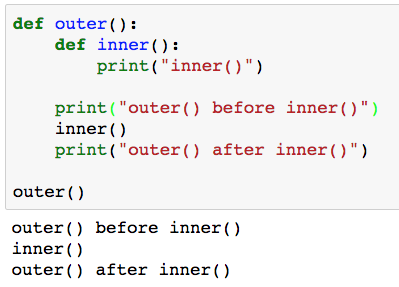 def outer():
    def inner():
        print("inner()")

    print("outer() before inner()")
    inner()
    print("outer() after inner()")

outer()

outer() before inner()
inner()
outer() after inner()